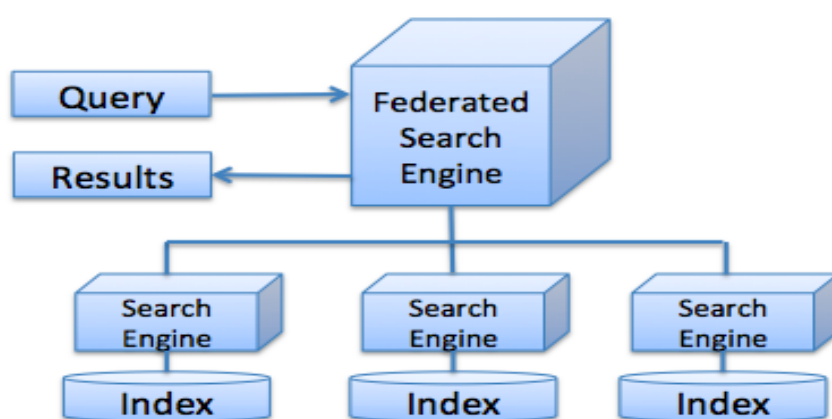 Query
Results
Federated
Search
Engine
Search
Engine
Index
Search
Engine
Index
Search
Engine
Index